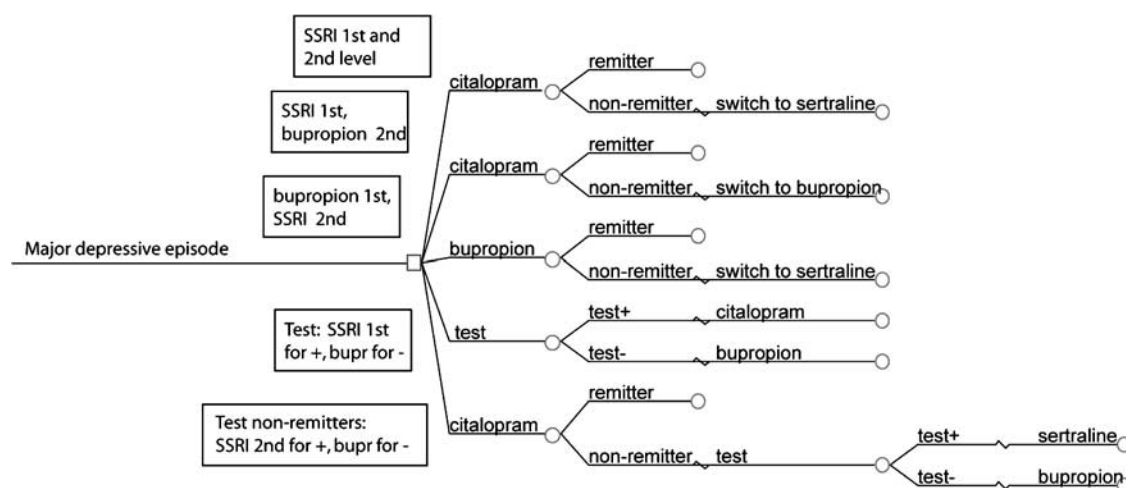 SSRI 1st and
2nd level
citalopram
remitter
non-remitter
switch to sertraline
SSRI 1st,
bupropion 2nd
citalopram
remitter
non-remitter
switch to bupropion
bupropion 1st,
SSRI 2nd
Major depressive episode
bupropion
remitter
non-remitter
switch to sertraline
Test: SSRI 1st
for +, bupr for -
test
test+
citalopram
test-
bupropion
Test non-remitters:
SSRI 2nd for +, bupr for -
citalopram
remitter
non-remitter
test
test+
sertraline
test-
bupropion